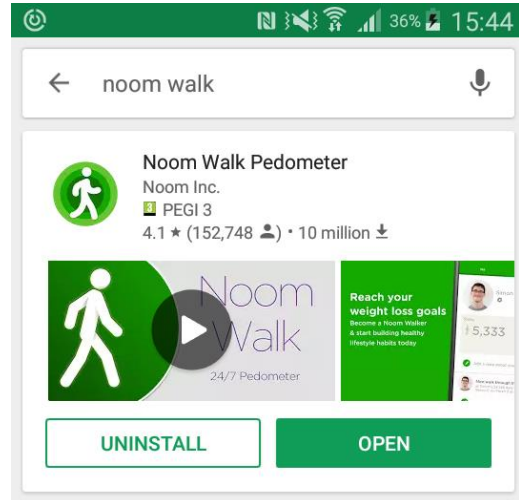 36% 15:44
noom walk
Noom Walk Pedometer
Noom Inc.
3 PEGI 3
4.1 ★ (152,748) • 10 million
Noom
Walk
24/7 Pedometer
Reach your
weight loss goals
Become a Noom Walker
& start building healthy
lifestyle habits today
5,333
UNINSTALL
OPEN